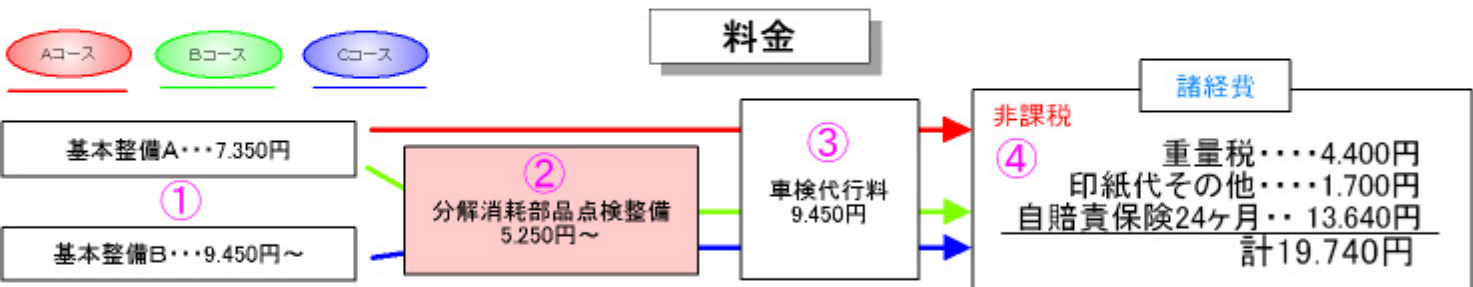 料金
Aコース
Bコース
Cコース
基本整備A・・・7.350円
①
基本整備B・・・9.450円～
②
分解消耗部品点検整備
5.250円～
③
車検代行料
9.450円
諸経費
非課税
④
重量税・・・・4.400円
印紙代その他・・・・1.700円
自賠責保険24ヶ月・・ 13.640円
計19.740円